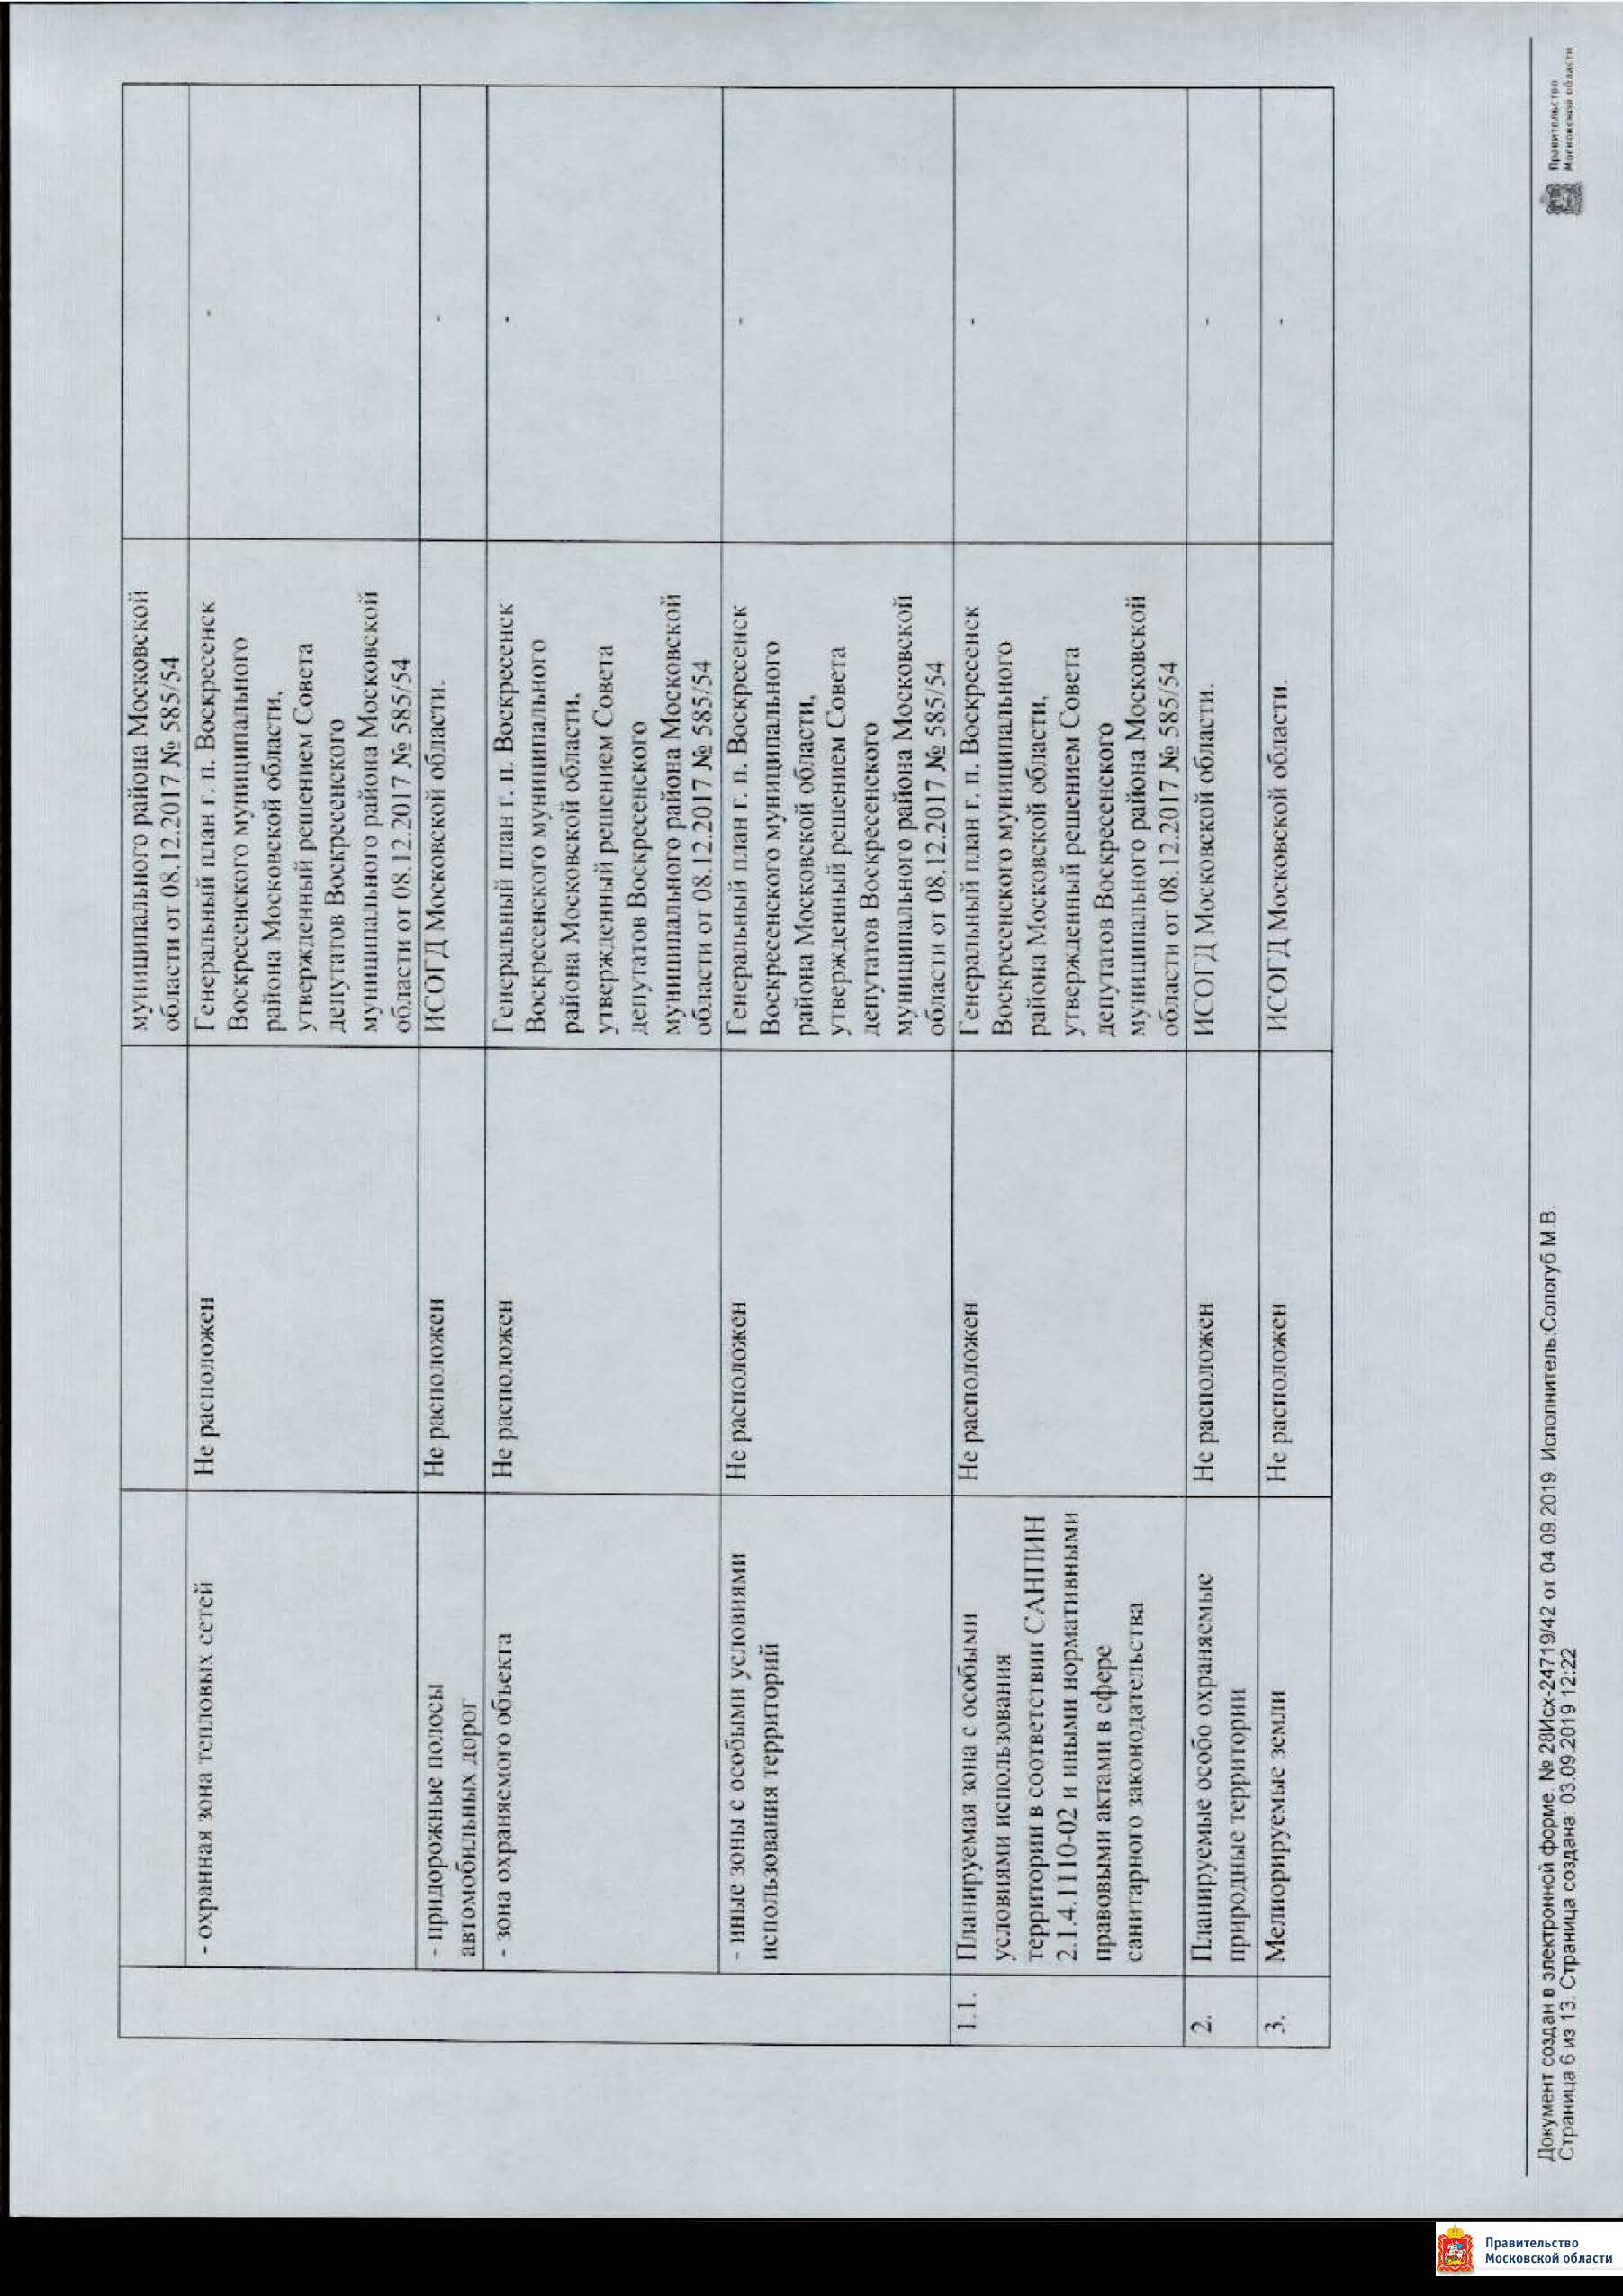 муниципального района Московской
области от 08.12.2017 № 585/54
- охранная зона тепловых сетей
Не расположен
Генеральный план г. п. Воскресенск
Воскресенского муниципального
района Московской области,
утвержденный решением Совета
депутатов Воскресенского
муниципального района Московской
области от 08.12.2017 № 585/54
-
- придорожные полосы
автомобильных дорог
Не расположен
ИСОГД Московской области.
-
- зона охраняемого объекта
Не расположен
Генеральный план г. п. Воскресенск
Воскресенского муниципального
района Московской области,
утвержденный решением Совета
депутатов Воскресенского
муниципального района Московской
области от 08.12.2017 № 585/54
-
- иные зоны с особыми условиями
использования территорий
Не расположен
Генеральный план г. п. Воскресенск
Воскресенского муниципального
района Московской области,
утвержденный решением Совета
депутатов Воскресенского
муниципального района Московской
области от 08.12.2017 № 585/54
-
1.1.
Планируемая зона с особыми
условиями использования
территории в соответствии САНПИН
2.1.4.1110-02 и иными нормативными
правовыми актами в сфере
санитарного законодательства
Не расположен
Генеральный план г. п. Воскресенск
Воскресенского муниципального
района Московской области,
утвержденный решением Совета
депутатов Воскресенского
муниципального района Московской
области от 08.12.2017 № 585/54
-
2.
Планируемые особо охраняемые
природные территории
Не расположен
ИСОГД Московской области.
-
3.
Мелиорируемые земли
Не расположен
ИСОГД Московской области.
-
Документ создан в электронной форме. № 28Исх-24719/42 от 04.09.2019. Исполнитель:Сологуб М.В.
Страница 6 из 13. Страница создана: 03.09.2019 12:22
Правительство
Московской области
Правительство
Московской области